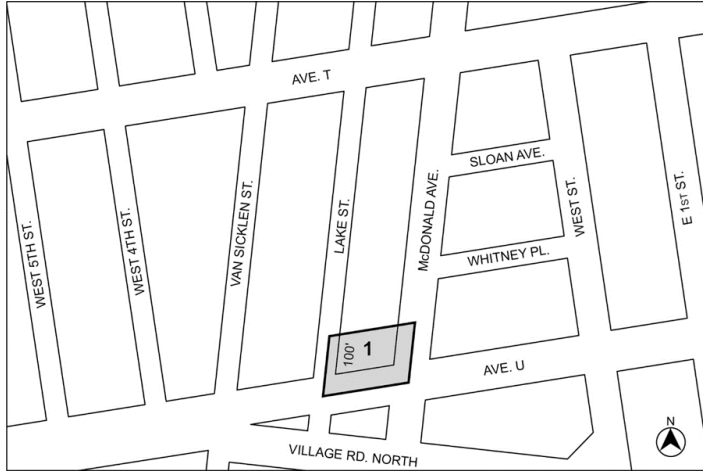 AVE. T
SLOAN AVE.
WEST 5TH ST.
WEST 4TH ST.
VAN SICKLEN ST.
LAKE ST.
McDONALD AVE.
WEST ST.
E 1ST ST.
WHITNEY PL.
100'
1
AVE. U
N
VILLAGE RD. NORTH